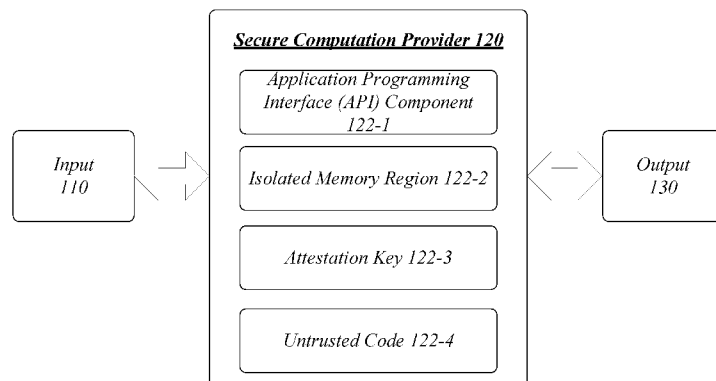 Secure Computation Provider 120
Application Programming
Interface (API) Component
122-1
Input
110
Isolated Memory Region 122-2
Output
130
Attestation Key 122-3
Untrusted Code 122-4